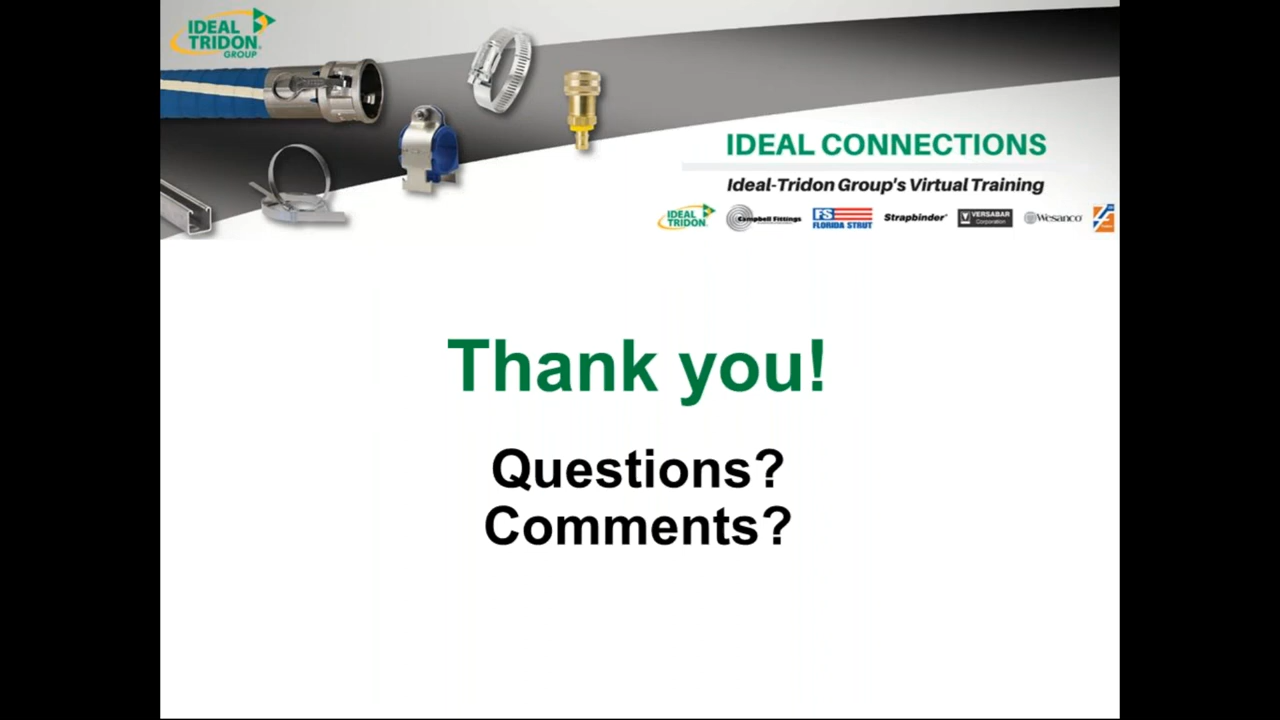 IDEAL
TRIDON
GROUP
IDEAL CONNECTIONS
Ideal-Tridon Group's Virtual Training
IDEAL
TRIDON
Campbell Fittings
FS
FLORIDA STRUT
Strapbinder
VERSABAR
Corporation
Wesanco
Thank you!
Questions?
Comments?